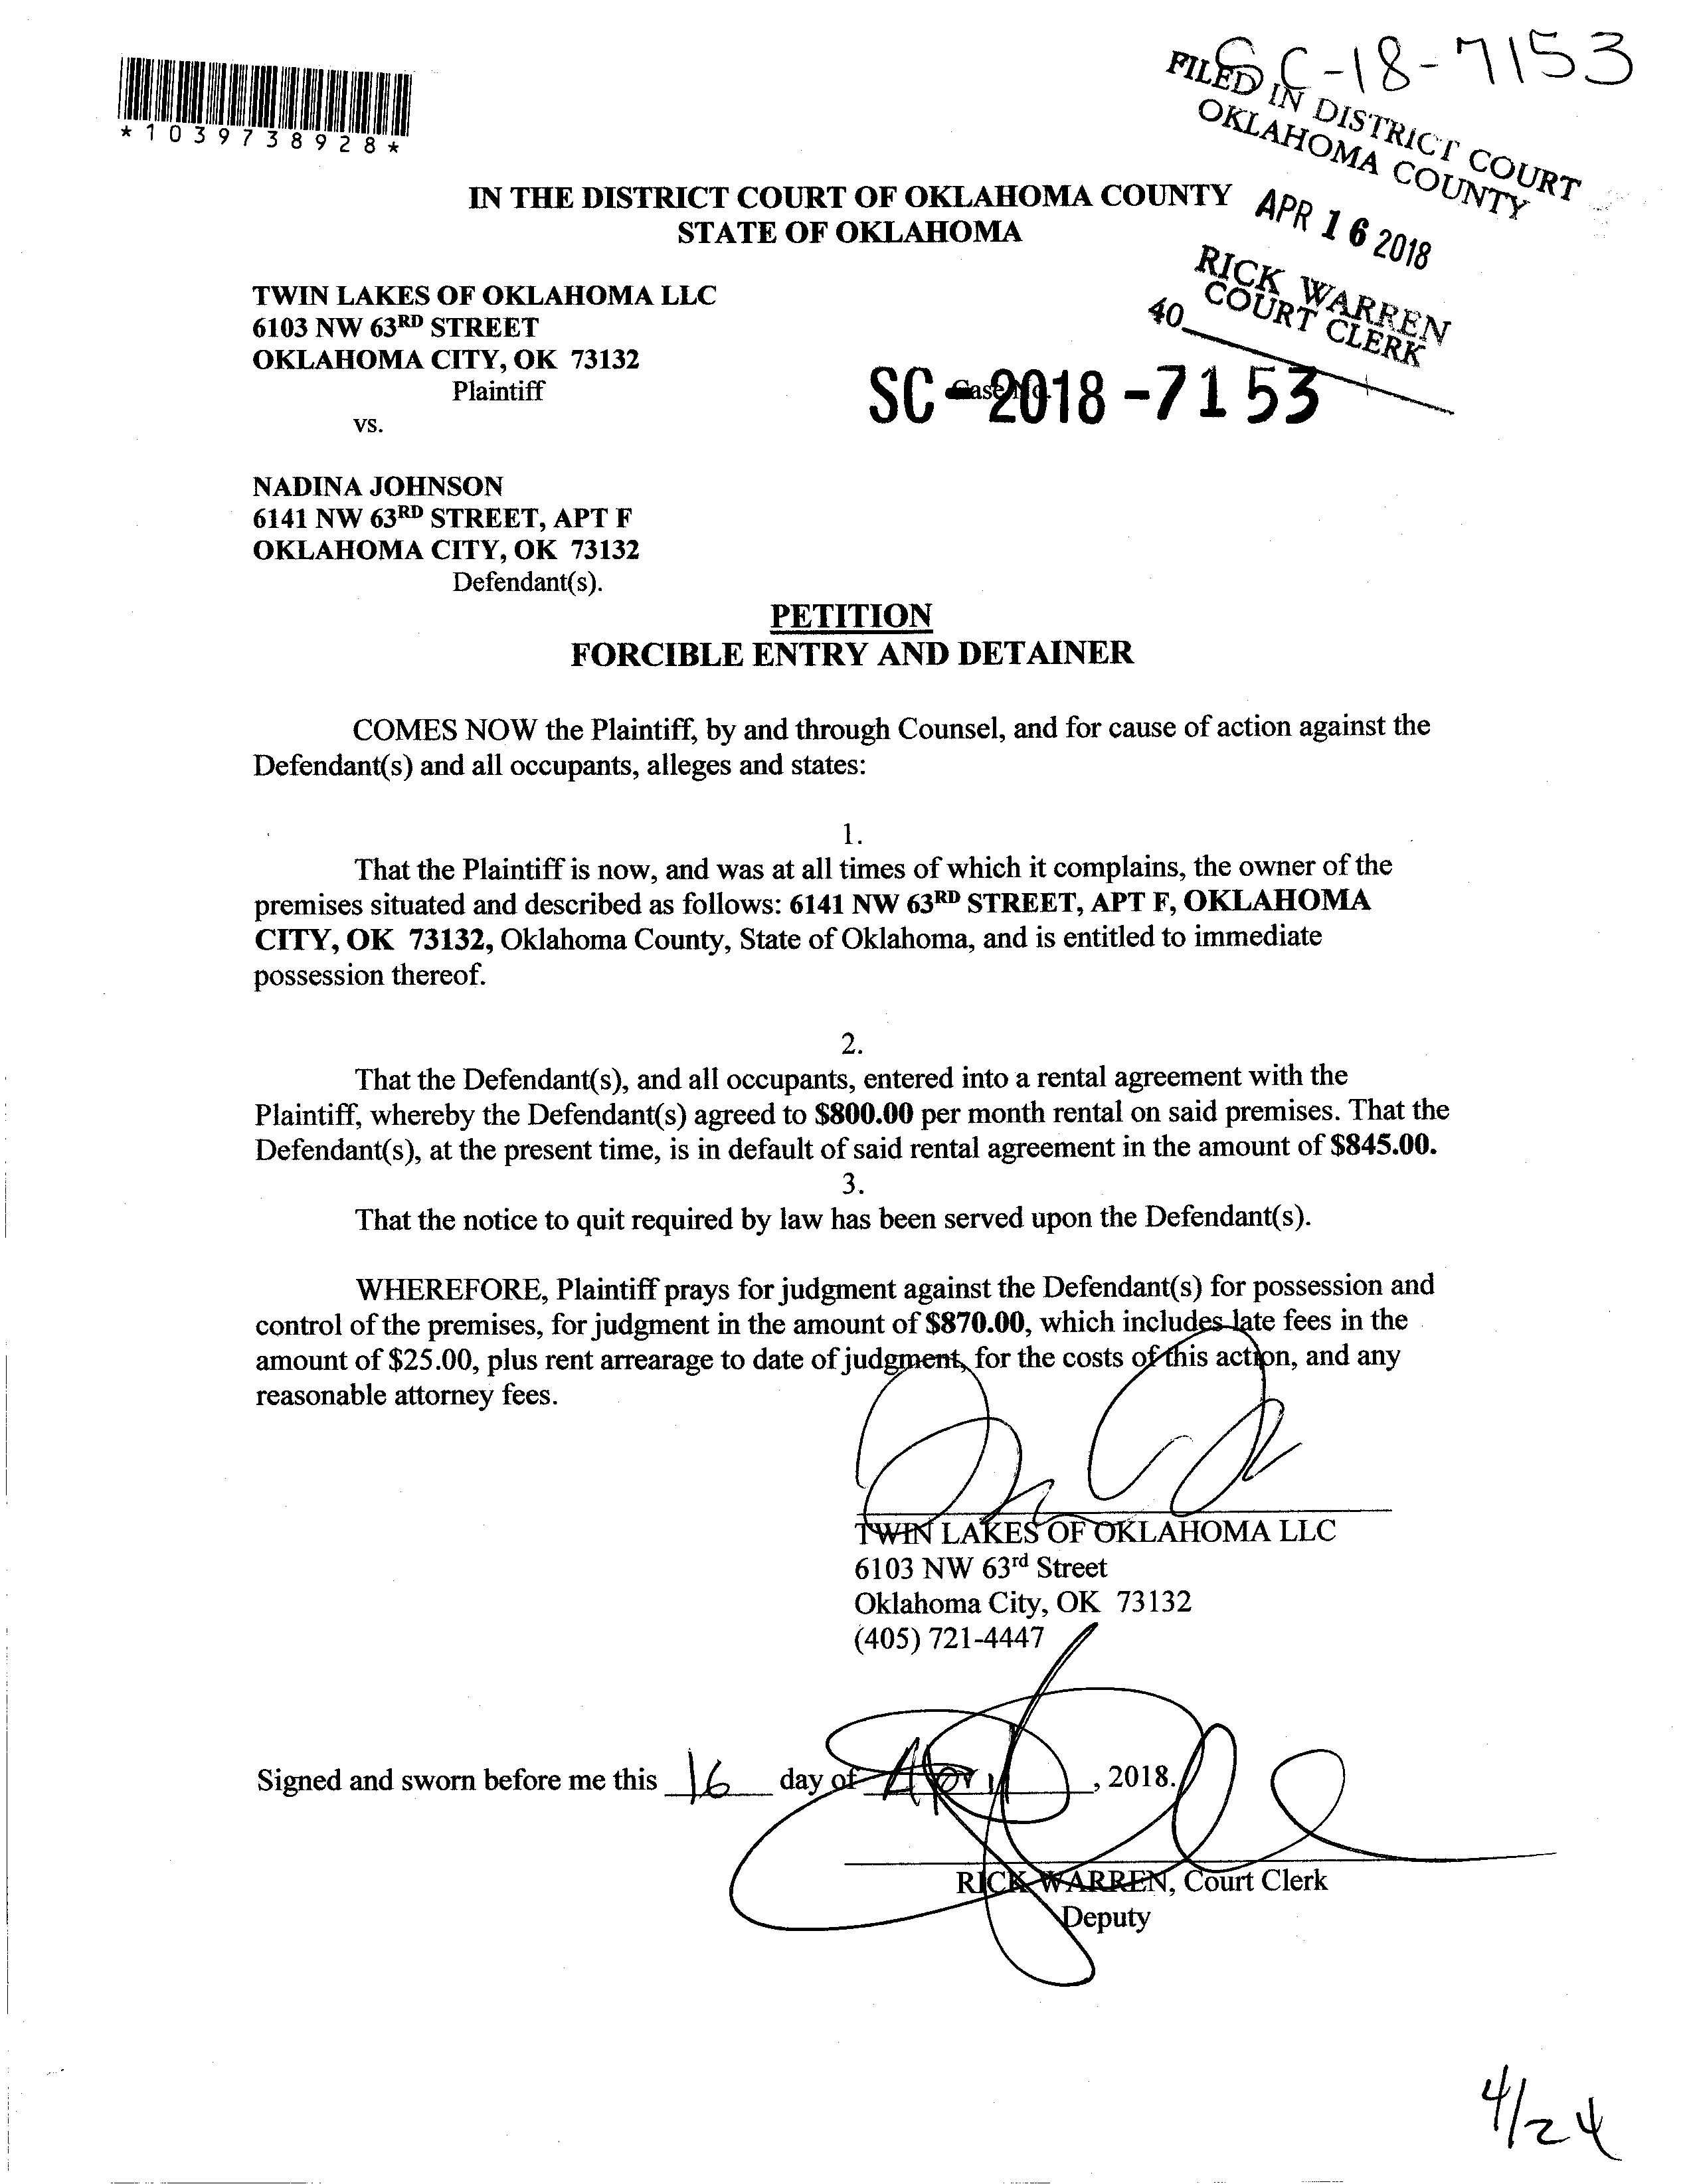 SC-18-7153
*1039738928*
FILED IN DISTRICT COURT
OKLAHOMA COUNTY
APR 16 2018
RICK WARREN
COURT CLERK
40
IN THE DISTRICT COURT OF OKLAHOMA COUNTY
STATE OF OKLAHOMA
TWIN LAKES OF OKLAHOMA LLC
6103 NW 63RD STREET
OKLAHOMA CITY, OK 73132
Plaintiff
Case No.
SC-2018-7153
vs.
NADINA JOHNSON
6141 NW 63RD STREET, APT F
OKLAHOMA CITY, OK 73132
Defendant(s).
PETITION
FORCIBLE ENTRY AND DETAINER
COMES NOW the Plaintiff, by and through Counsel, and for cause of action against the
Defendant(s) and all occupants, alleges and states:
1.
That the Plaintiff is now, and was at all times of which it complains, the owner of the
premises situated and described as follows: 6141 NW 63RD STREET, APT F, OKLAHOMA
CITY, OK 73132, Oklahoma County, State of Oklahoma, and is entitled to immediate
possession thereof.
2.
That the Defendant(s), and all occupants, entered into a rental agreement with the
Plaintiff, whereby the Defendant(s) agreed to $800.00 per month rental on said premises. That the
Defendant(s), at the present time, is in default of said rental agreement in the amount of $845.00.
3.
That the notice to quit required by law has been served upon the Defendant(s).
WHEREFORE, Plaintiff prays for judgment against the Defendant(s) for possession and
control of the premises, for judgment in the amount of $870.00, which includes late fees in the
amount of $25.00, plus rent arrearage to date of judgment, for the costs of this action, and any
reasonable attorney fees.
TWIN LAKES OF OKLAHOMA LLC
6103 NW 63rd Street
Oklahoma City, OK 73132
(405) 721-4447
Signed and sworn before me this 16 day of April, 2018.
RICK WARREN, Court Clerk
Deputy
4/24